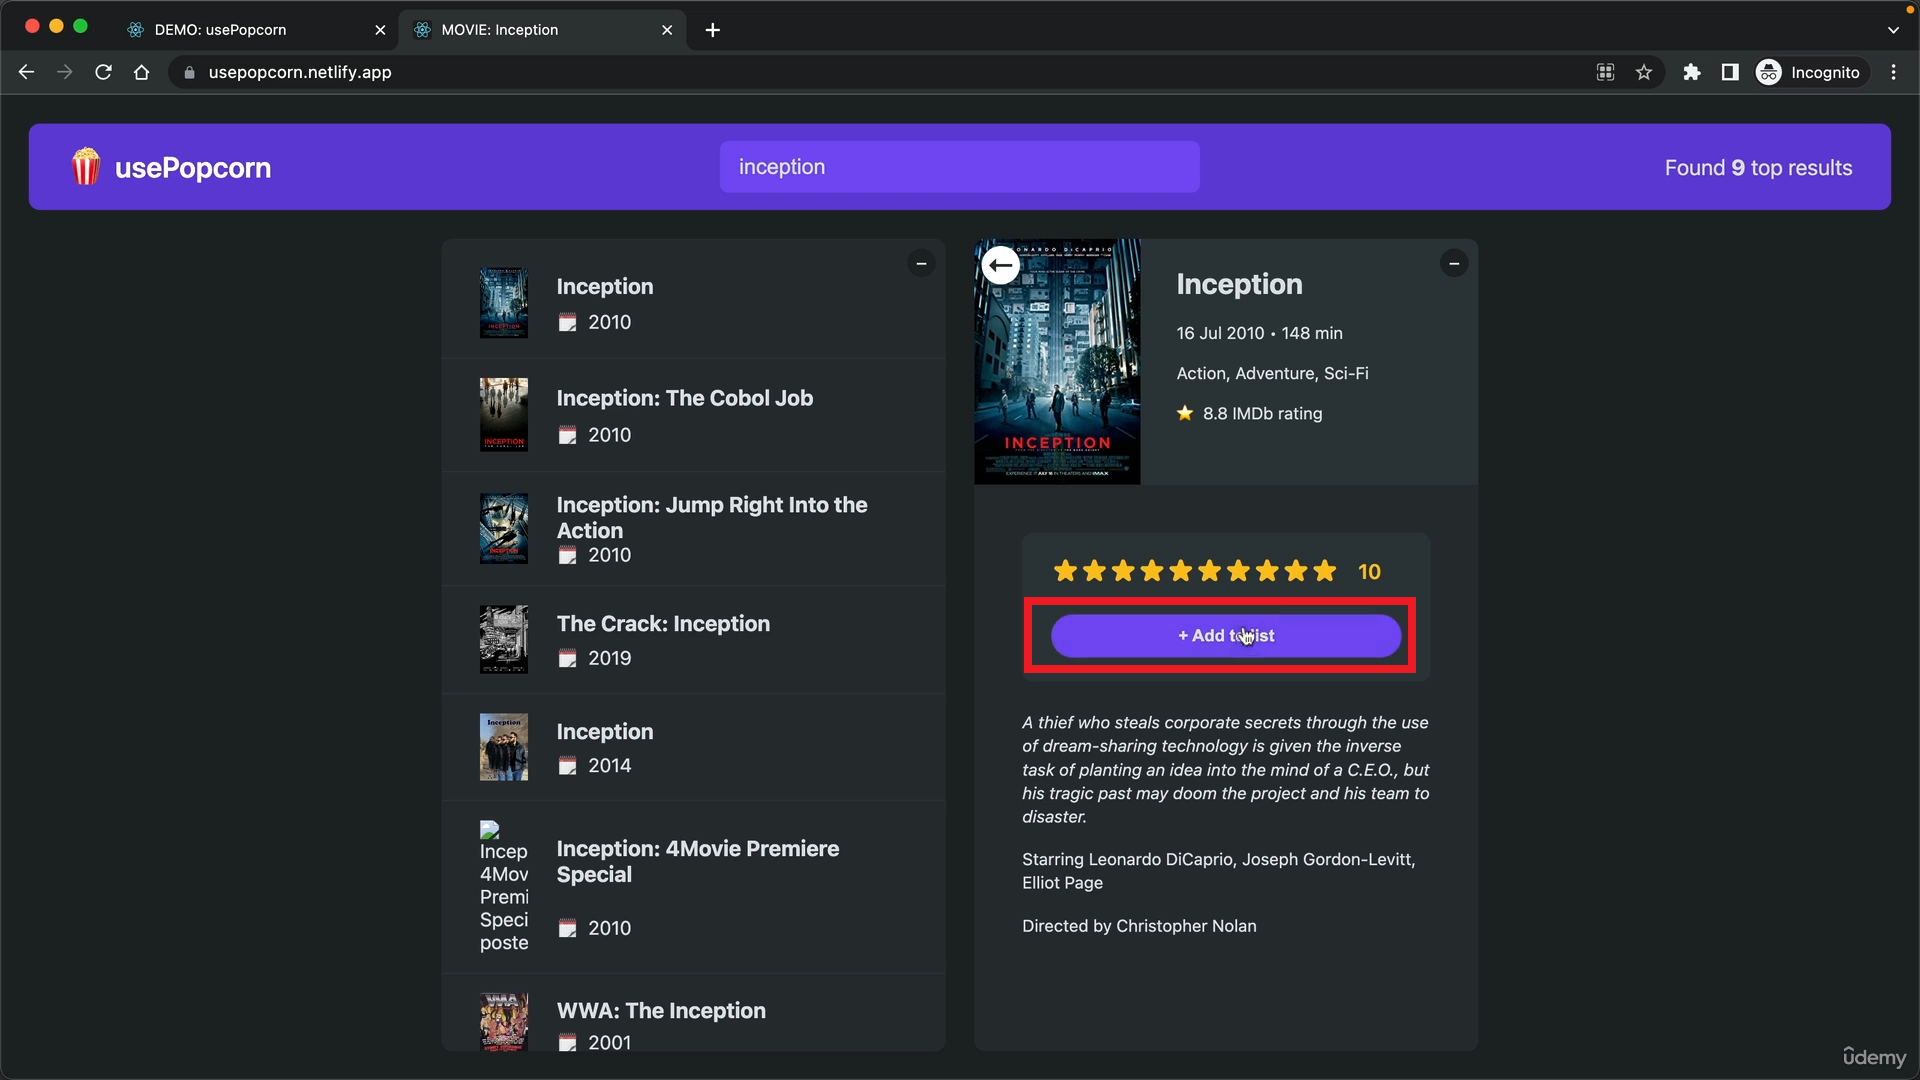 DEMO: usePopcorn
MOVIE: Inception
usepopcorn.netlify.app
Incognito
usePopcorn
inception
Found 9 top results
Inception
2010
Inception: The Cobol Job
2010
Inception: Jump Right Into the
Action
2010
The Crack: Inception
2019
Inception
Inception
2014
Incep
4Mov
Premi
Speci
poste
Inception: 4Movie Premiere
Special
2010
WWA: The Inception
2001
INCEPTION
Inception
16 Jul 2010 • 148 min
Action, Adventure, Sci-Fi
8.8 IMDb rating
10
+ Add to list
A thief who steals corporate secrets through the use
of dream-sharing technology is given the inverse
task of planting an idea into the mind of a C.E.O., but
his tragic past may doom the project and his team to
disaster.
Starring Leonardo DiCaprio, Joseph Gordon-Levitt,
Elliot Page
Directed by Christopher Nolan
ûdemy